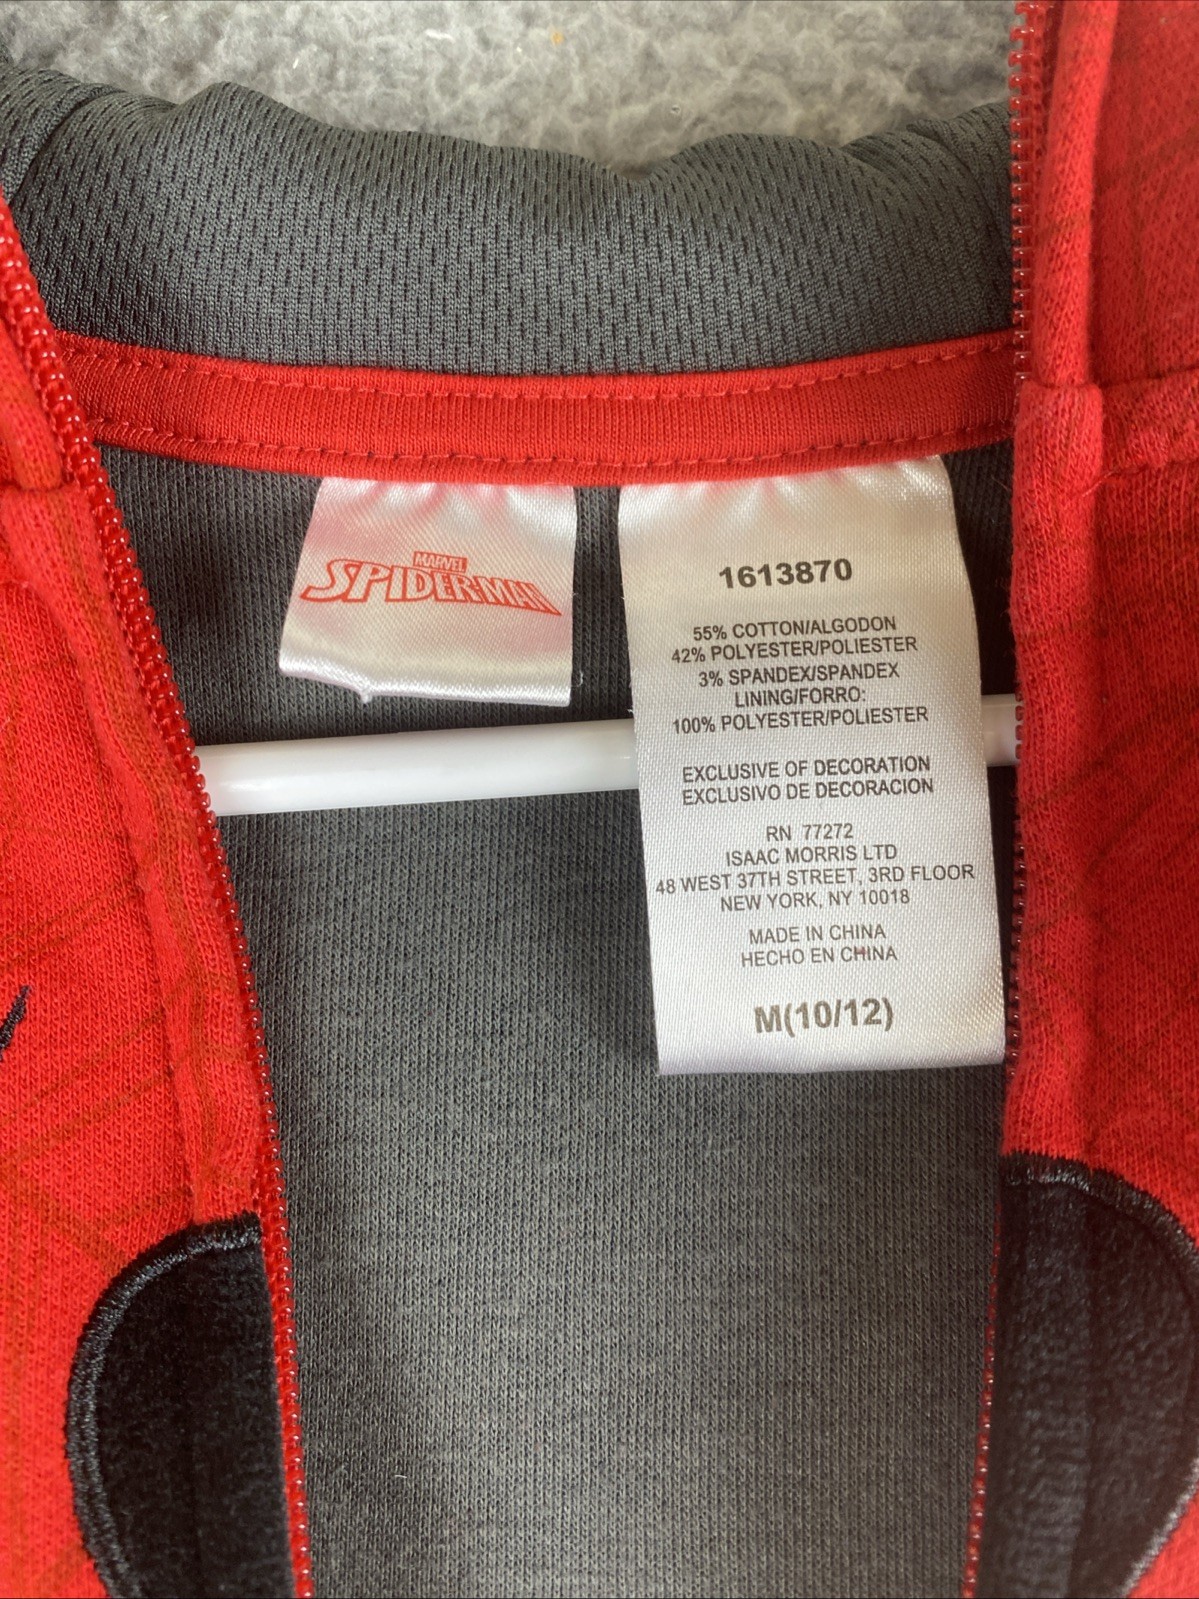 MARVEL
SPIDER-MAN
1613870
55% COTTON/ALGODON
42% POLYESTER/POLIESTER
3% SPANDEX/SPANDEX
LINING/FORRO:
100% POLYESTER/POLIESTER
EXCLUSIVE OF DECORATION
EXCLUSIVO DE DECORACION
RN 77272
ISAAC MORRIS LTD
48 WEST 37TH STREET, 3RD FLOOR
NEW YORK, NY 10018
MADE IN CHINA
HECHO EN CHINA
M(10/12)